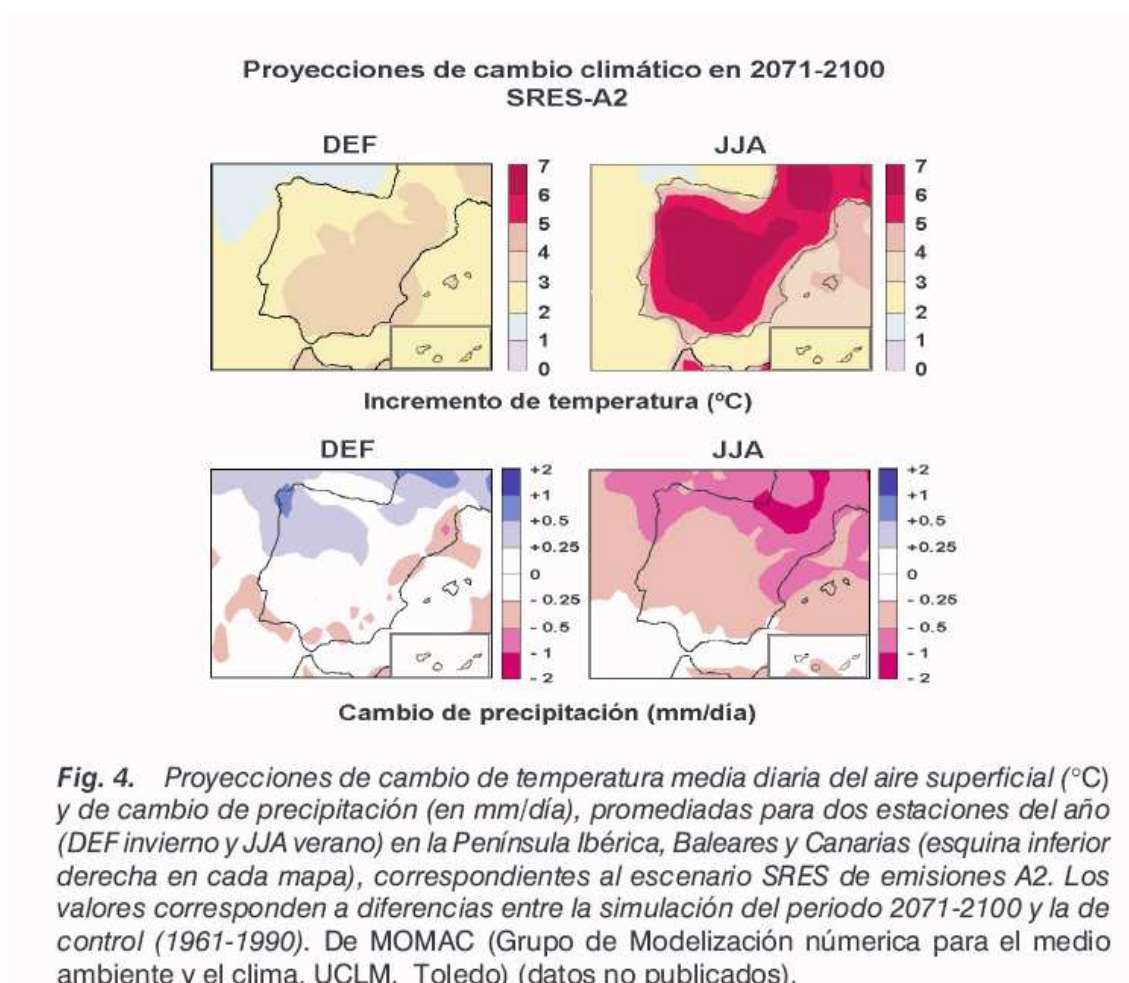 Proyecciones de cambio climático en 2071-2100
SRES-A2
DEF
JJA
7
6
5
4
3
2
1
0
7
6
5
4
3
2
1
0
Incremento de temperatura (ºC)
DEF
JJA
+2
+1
+0.5
+0.25
0
- 0.25
- 0.5
- 1
- 2
+2
+1
+0.5
+0.25
0
- 0.25
- 0.5
- 1
- 2
Cambio de precipitación (mm/día)
Fig. 4. Proyecciones de cambio de temperatura media diaria del aire superficial (°C)
y de cambio de precipitación (en mm/día), promediadas para dos estaciones del año
(DEF invierno y JJA verano) en la Península Ibérica, Baleares y Canarias (esquina inferior
derecha en cada mapa), correspondientes al escenario SRES de emisiones A2. Los
valores corresponden a diferencias entre la simulación del periodo 2071-2100 y la de
control (1961-1990). De MOMAC (Grupo de Modelización númerica para el medio
ambiente y el clima, UCLM, Toledo) (datos no publicados).